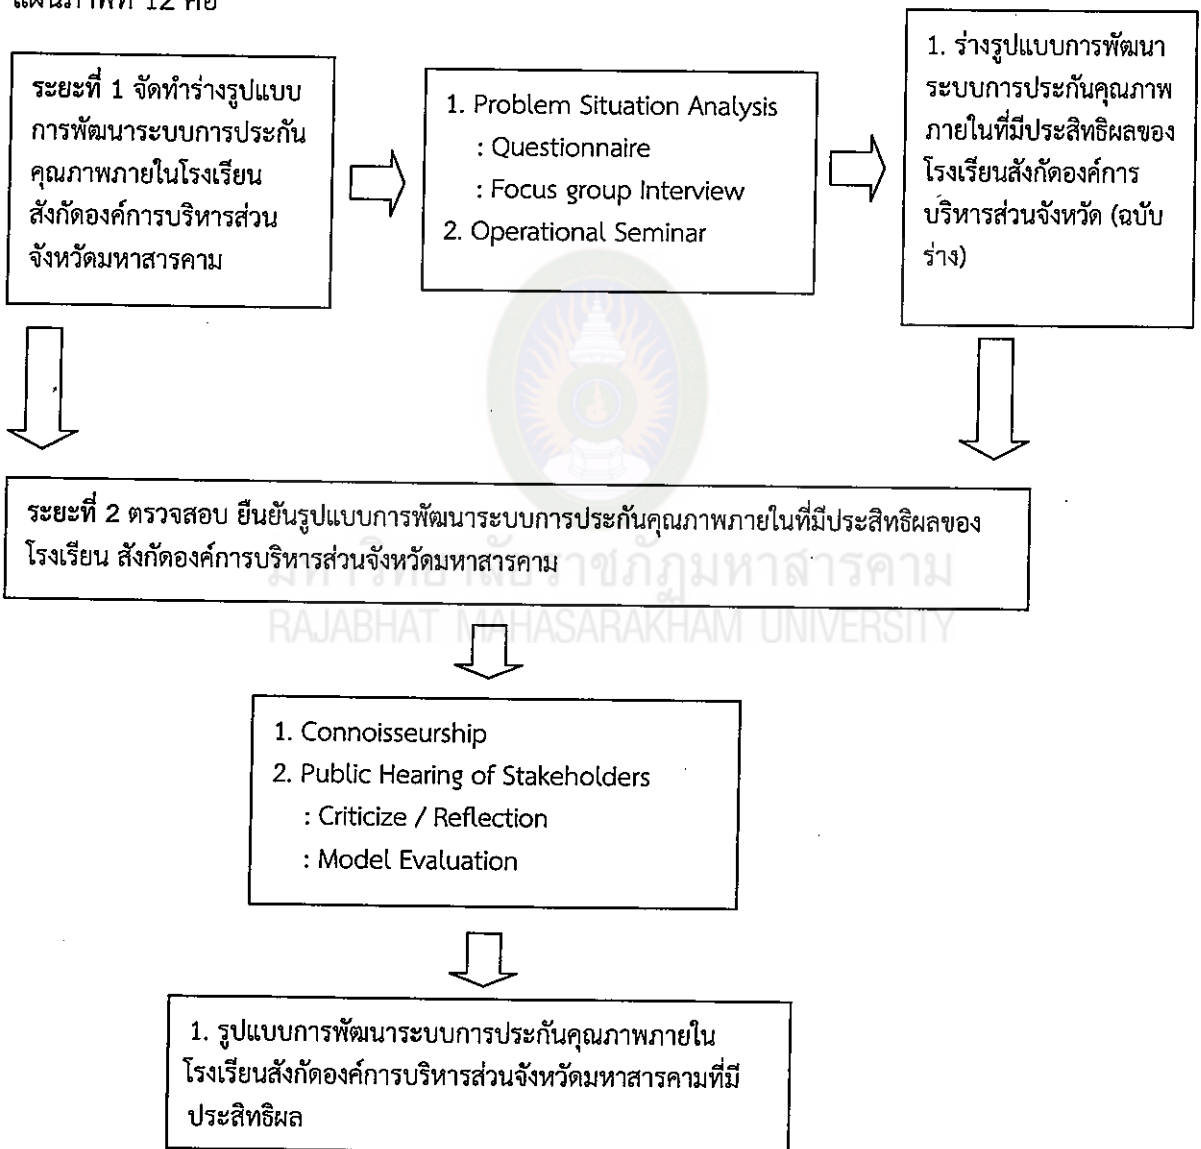 แผนภาพที่ 12 คือ
ระยะที่ 1 จัดทำร่างรูปแบบ
การพัฒนาระบบการประกัน
คุณภาพภายในโรงเรียน
สังกัดองค์การบริหารส่วน
จังหวัดมหาสารคาม
1. Problem Situation Analysis
: Questionnaire
: Focus group Interview
2. Operational Seminar
1. ร่างรูปแบบการพัฒนา
ระบบการประกันคุณภาพ
ภายในที่มีประสิทธิผลของ
โรงเรียนสังกัดองค์การ
บริหารส่วนจังหวัด (ฉบับ
ร่าง)
ระยะที่ 2 ตรวจสอบ ยืนยันรูปแบบการพัฒนาระบบการประกันคุณภาพภายในที่มีประสิทธิผลของ
โรงเรียน สังกัดองค์การบริหารส่วนจังหวัดมหาสารคาม
มหาวิทยาลัยราชภัฏมหาสารคาม
RAJABHAT MAHASARAKHAM UNIVERSITY
1. Connoisseurship
2. Public Hearing of Stakeholders
: Criticize / Reflection
: Model Evaluation
1. รูปแบบการพัฒนาระบบการประกันคุณภาพภายใน
โรงเรียนสังกัดองค์การบริหารส่วนจังหวัดมหาสารคามที่มี
ประสิทธิผล